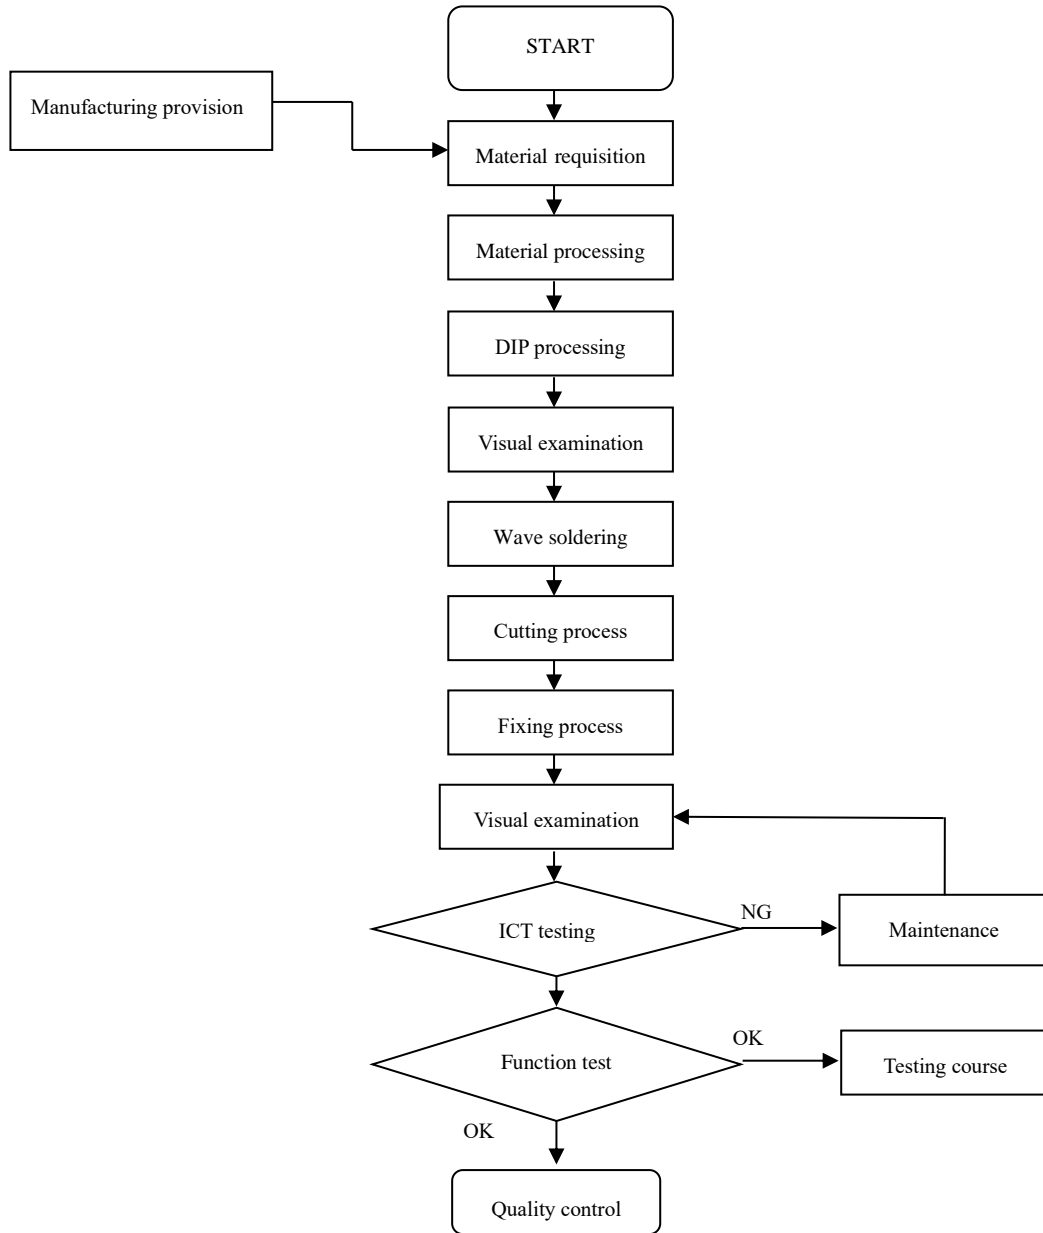 START
Manufacturing provision
Material requisition
Material processing
DIP processing
Visual examination
Wave soldering
Cutting process
Fixing process
Visual examination
ICT testing
NG
Maintenance
Function test
OK
Testing course
OK
Quality control